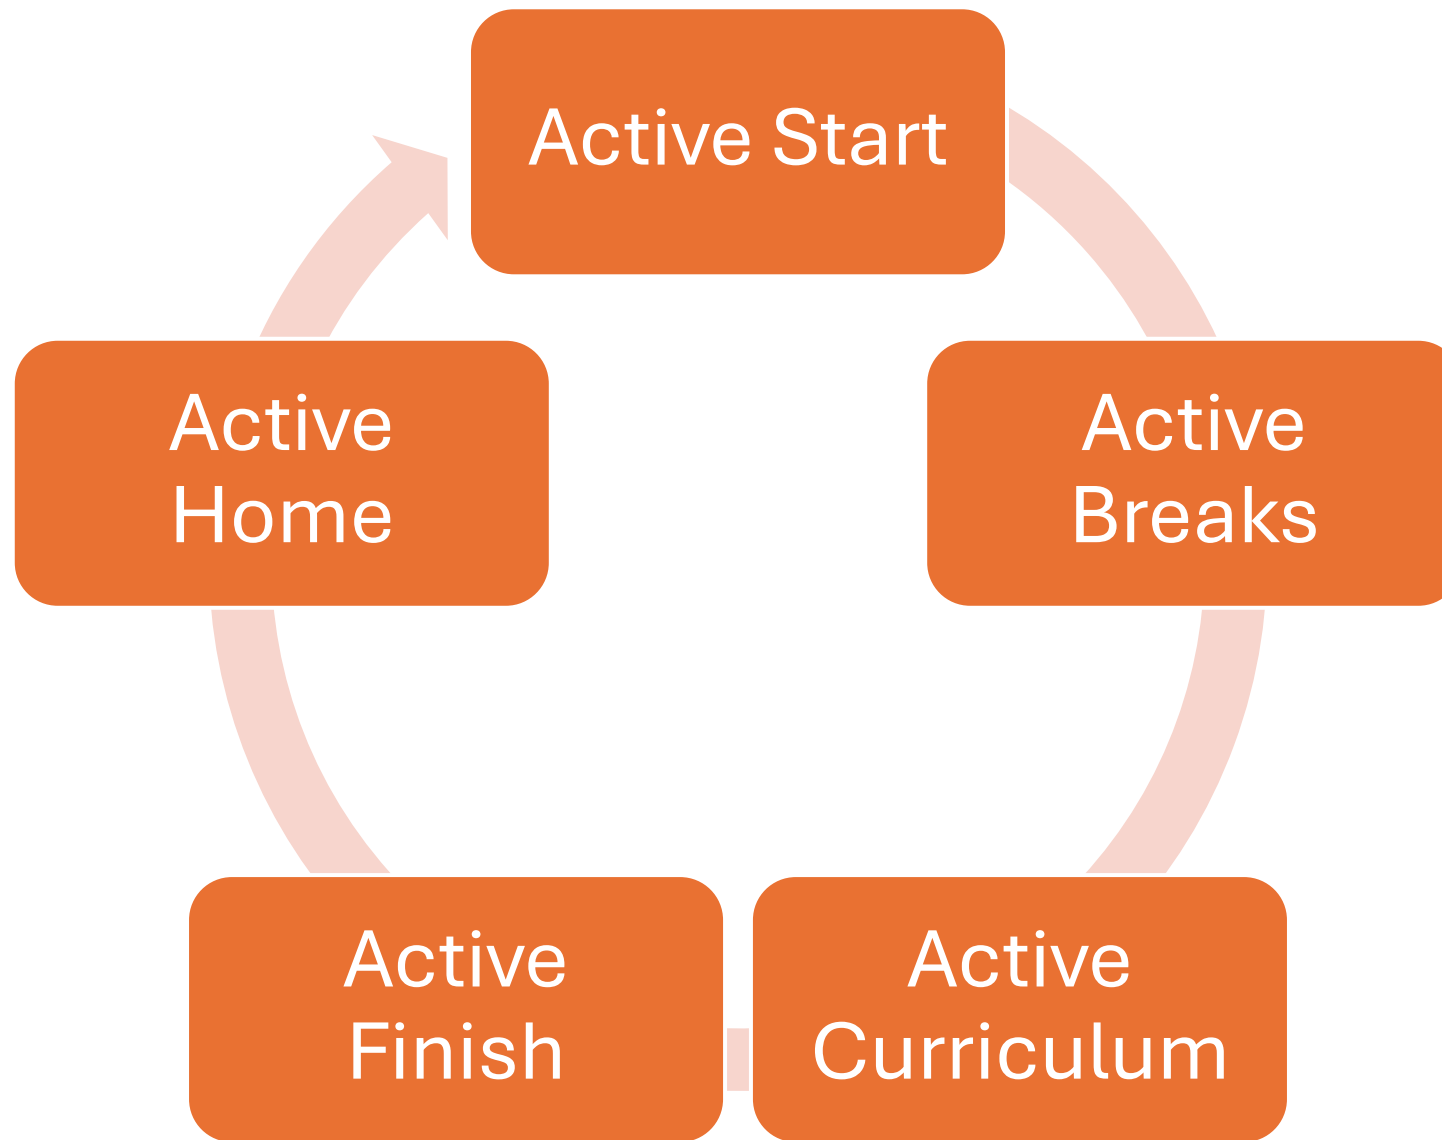 Active Start
Active
Breaks
Active
Curriculum
Active
Finish
Active
Home